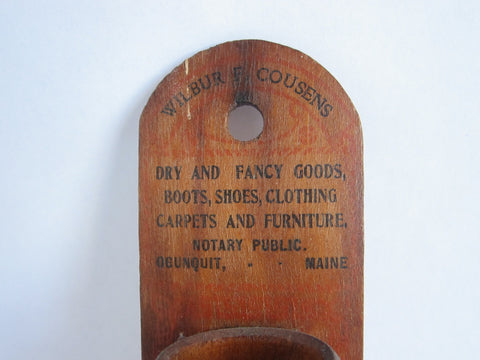 WILBUR F. COUSENS
DRY AND FANCY GOODS,
BOOTS, SHOES, CLOTHING
CARPETS AND FURNITURE.
NOTARY PUBLIC.
OGUNQUIT, - - MAINE